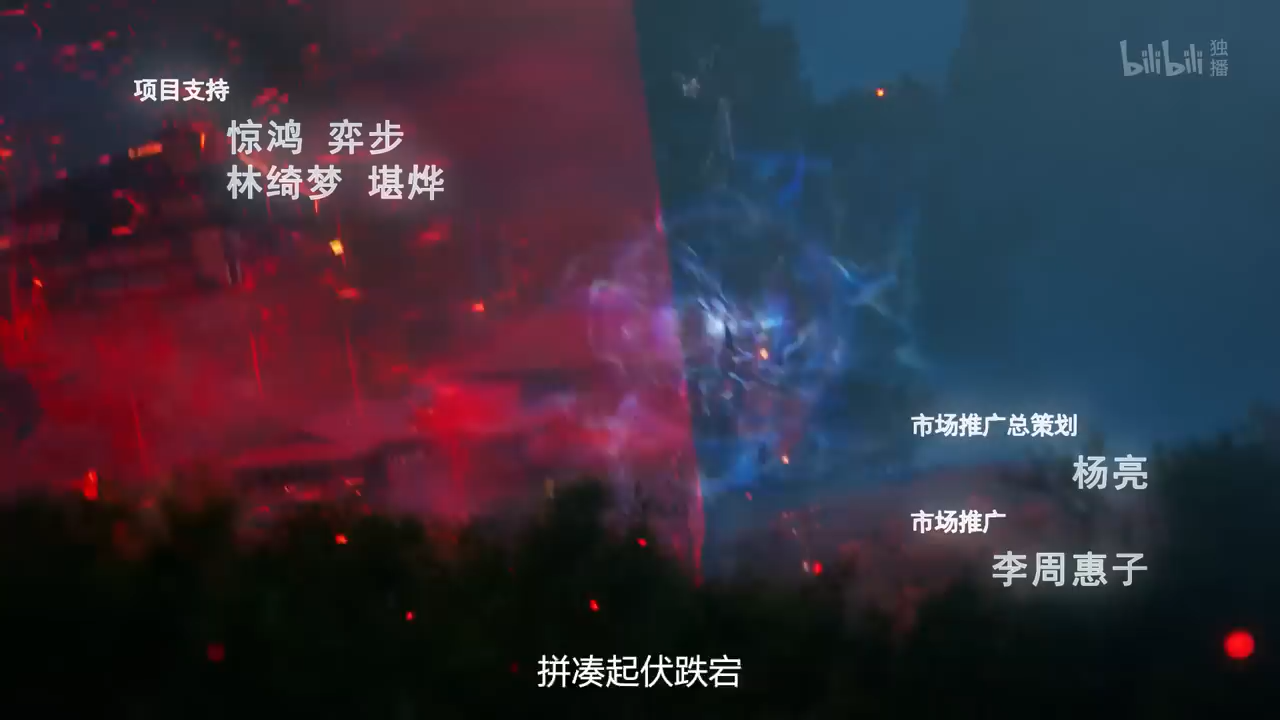 bilibili 独播
项目支持
惊鸿 弈步
林绮梦 堪烨
市场推广总策划
杨亮
市场推广
李周惠子
拼凑起伏跌宕